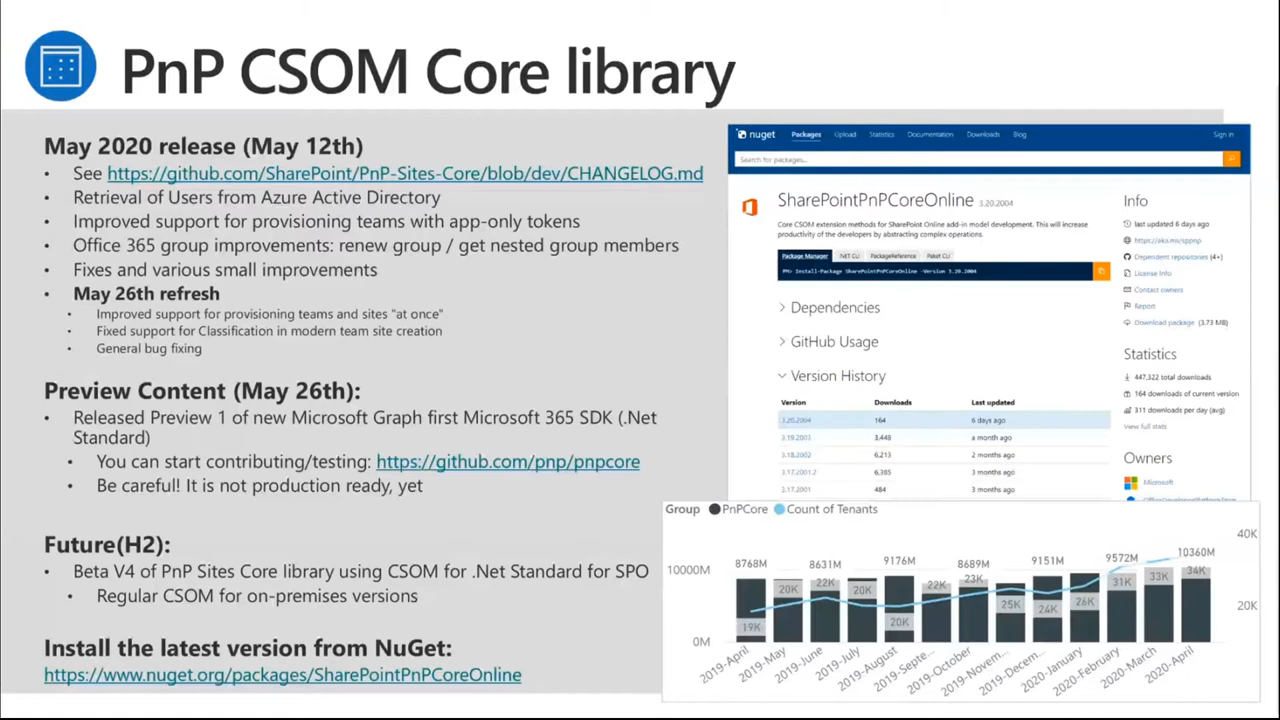 PnP CSOM Core library
May 2020 release (May 12th)
• See https://github.com/SharePoint/PnP-Sites-Core/blob/dev/CHANGELOG.md
• Retrieval of Users from Azure Active Directory
• Improved support for provisioning teams with app-only tokens
• Office 365 group improvements: renew group / get nested group members
• Fixes and various small improvements
• May 26th refresh
• Improved support for provisioning teams and sites "at once"
• Fixed support for Classification in modern team site creation
• General bug fixing
Preview Content (May 26th):
• Released Preview 1 of new Microsoft Graph first Microsoft 365 SDK (.Net
Standard)
• You can start contributing/testing: https://github.com/pnp/pnpcore
• Be careful! It is not production ready, yet
Future(H2):
• Beta V4 of PnP Sites Core library using CSOM for .Net Standard for SPO
• Regular CSOM for on-premises versions
Install the latest version from NuGet:
https://www.nuget.org/packages/SharePointPnPCoreOnline
nuget Packages Upload Statistics Documentation Downloads Blog Sign in
Search for packages...
SharePointPnPCoreOnline 3.20.2004
Core CSOM extension methods for SharePoint Online add-in model development. This will increase
productivity of the developers by abstracting complex operations.
Package Manager .NET CLI PackageReference Paket CLI
PM> Install-Package SharePointPnPCoreOnline -Version 3.20.2004
Dependencies
GitHub Usage
Version History
Version Downloads Last updated
3.20.2004 164 6 days ago
3.19.2003 3,448 a month ago
3.18.2002 6,213 2 months ago
3.17.2001.2 6,385 3 months ago
3.17.2001 484 3 months ago
Info
last updated 6 days ago
https://aka.ms/sppnp
Dependent repositories (4+)
License Info
Contact owners
Report
Download package (3.73 MB)
Statistics
447,322 total downloads
164 downloads of current version
311 downloads per day (avg)
View full stats
Owners
Microsoft
Group PnPCore Count of Tenants
40K
8768M 8631M 9176M 8689M 9151M 9572M 10360M
10000M
20K 22K 20K 22K 23K 31K 33K 34K
19K 20K 25K 24K 26K
20K
0M
2019-April 2019-May 2019-June 2019-July 2019-August 2019-Septe... 2019-October 2019-Novem... 2019-Decem... 2020-January 2020-February 2020-March 2020-April